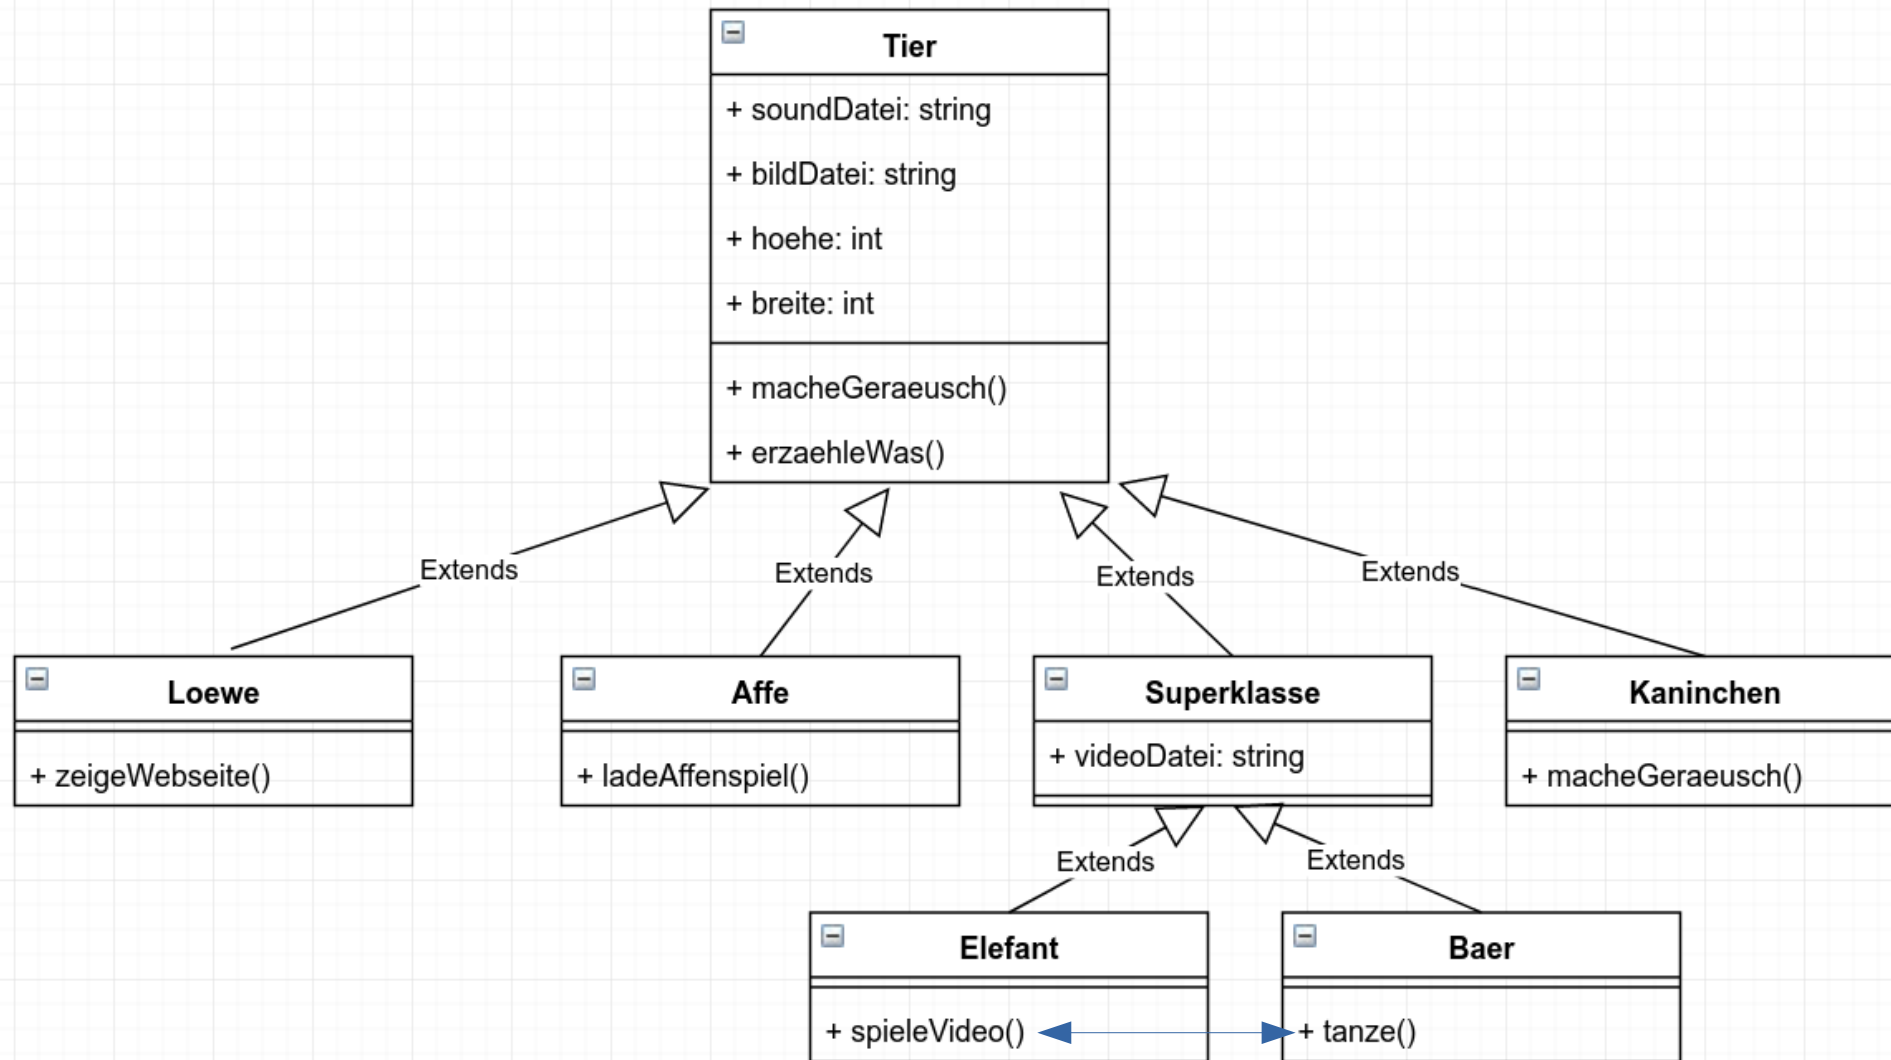 Tier
+ soundDatei: string
+ bildDatei: string
+ hoehe: int
+ breite: int
+ macheGeraeusch()
+ erzaehleWas()
Extends
Extends
Extends
Extends
Loewe
+ zeigeWebseite()
Affe
+ ladeAffenspiel()
Superklasse
+ videoDatei: string
Kaninchen
+ macheGeraeusch()
Extends
Extends
Elefant
+ spieleVideo()
Baer
+ tanze()